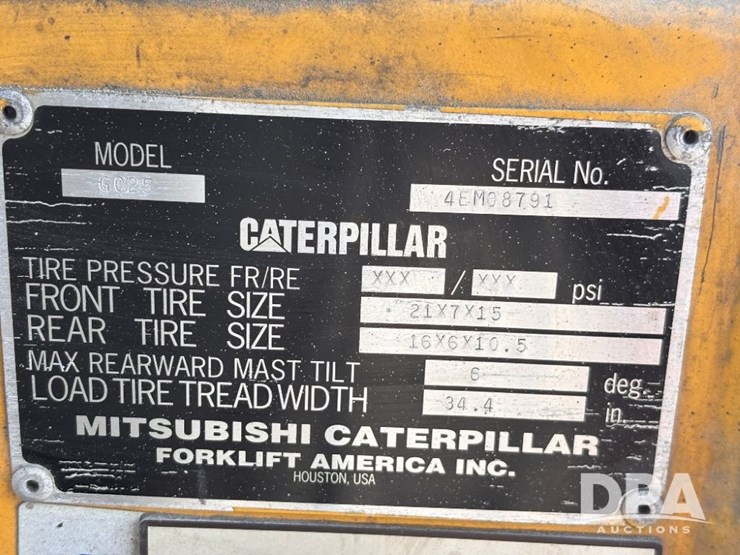 MODEL
GC25
SERIAL No.
4EM08791
CATERPILLAR
TIRE PRESSURE FR/RE XXX / XXX psi
FRONT TIRE SIZE 21X7X15
REAR TIRE SIZE 16X6X10.5
MAX REARWARD MAST TILT 6 deg.
LOAD TIRE TREAD WIDTH 34.4 in.
MITSUBISHI CATERPILLAR
FORKLIFT AMERICA INC.
HOUSTON, USA
DPA
AUCTIONS